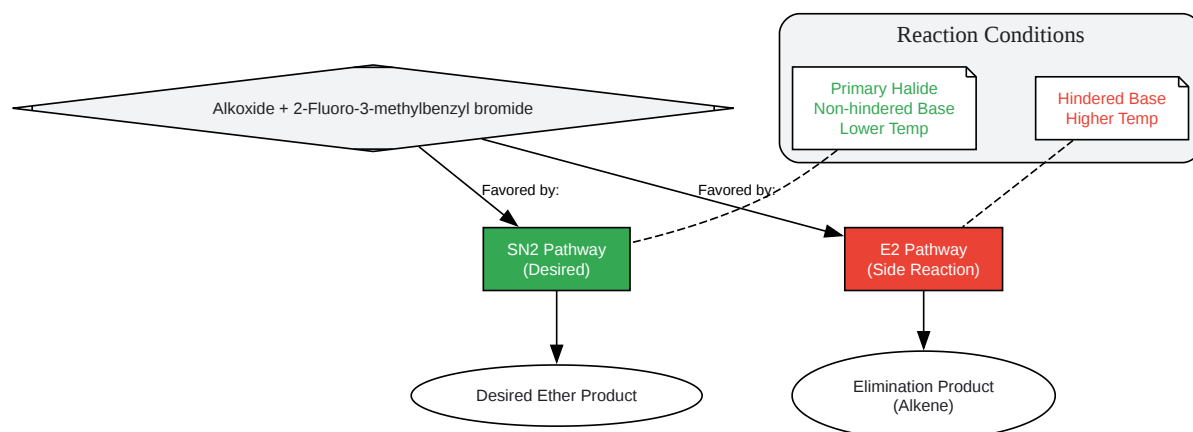 Reaction Conditions
Primary Halide
Non-hindered Base
Lower Temp
Hindered Base
Higher Temp
Alkoxide + 2-Fluoro-3-methylbenzyl bromide
Favored by:
Favored by:
SN2 Pathway
(Desired)
E2 Pathway
(Side Reaction)
Desired Ether Product
Elimination Product
(Alkene)